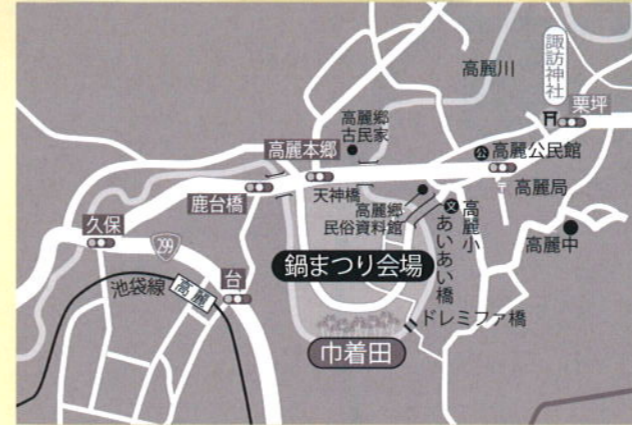 諏訪神社
高麗川
栗坪
高麗郷
古民家
高麗本郷
公 高麗公民館
鹿台橋
天神橋
高麗局
高麗郷
民俗資料館
文 高麗小
あいあい橋
高麗中
久保
299
鍋まつり会場
池袋線
高麗
台
ドレミファ橋
巾着田